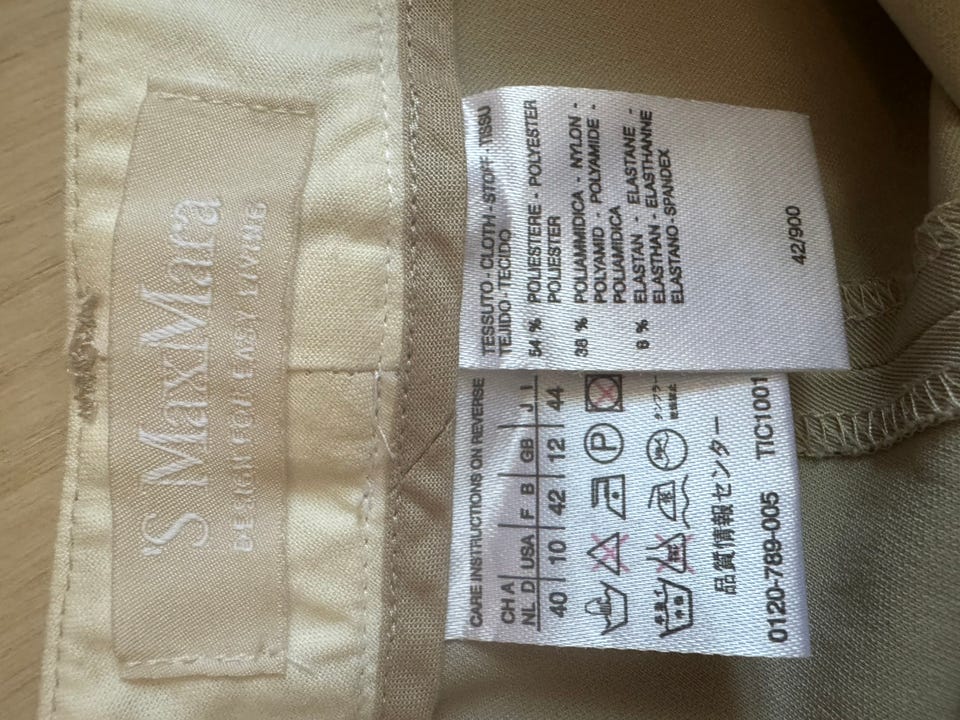 'S MaxMara
DESIGN FOR EASY LIVING
TESSUTO - CLOTH - STOFF - TISSU
TEJIDO - TECIDO
54 % POLIESTERE - POLYESTER
POLIESTER
38 % POLIAMMIDICA - NYLON -
POLYAMID - POLYAMIDE -
POLIAMIDICA
8 % ELASTAN - ELASTANE -
ELASTHAN - ELASTHANNE
ELASTANO - SPANDEX
42/900
CARE INSTRUCTIONS ON REVERSE
CH A
NL D USA F B GB J I
40 10 42 12 44
P
品質情報センター
0120-789-005 TIC1001